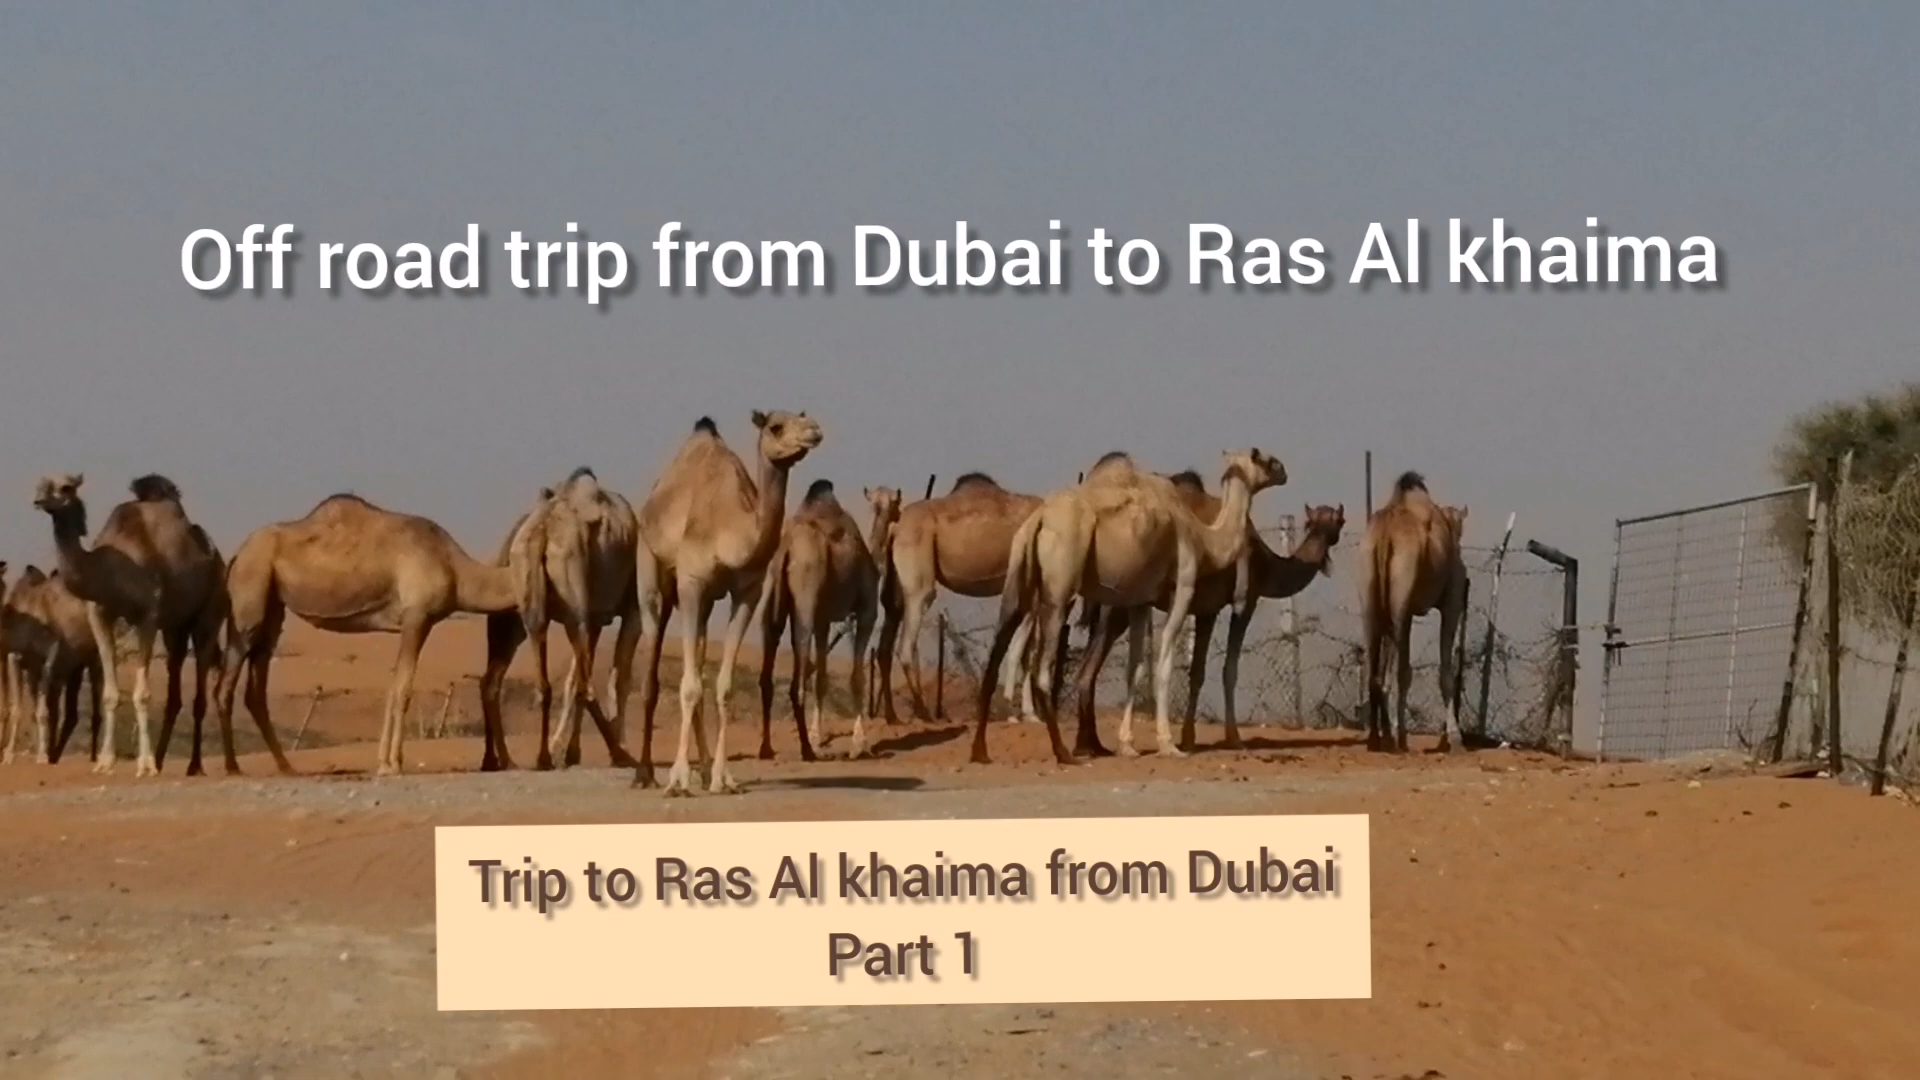 Off road trip from Dubai to Ras Al khaima
Trip to Ras Al khaima from Dubai
Part 1